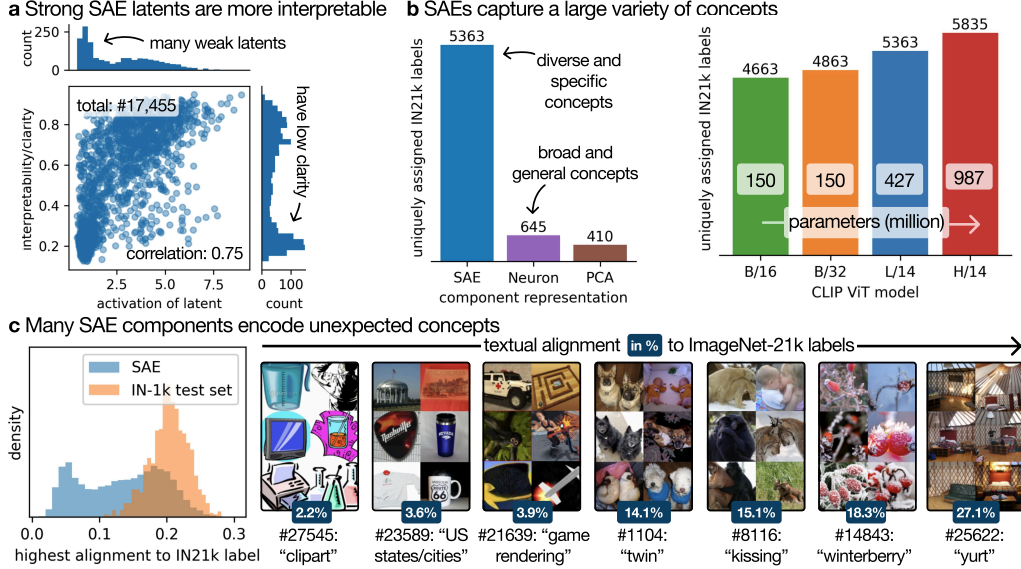 a Strong SAE latents are more interpretable
count
250
0
many weak latents
total: #17,455
interpretability/clarity
0.8
0.6
0.4
0.2
correlation: 0.75
2.5 5.0 7.5
activation of latent
have low clarity
0 100
count
b SAEs capture a large variety of concepts
uniquely assigned IN21k labels
5363
645
410
diverse and
specific
concepts
broad and
general concepts
SAE Neuron PCA
component representation
uniquely assigned IN21k labels
4663
4863
5363
5835
150 150 427 987
parameters (million)
B/16 B/32 L/14 H/14
CLIP ViT model
c Many SAE components encode unexpected concepts
density
SAE
IN-1k test set
0.0 0.1 0.2 0.3
highest alignment to IN21k label
textual alignment in % to ImageNet-21k labels
Nashville
ROUTE
66
2.2%
#27545:
“clipart”
3.6%
#23589: “US
states/cities”
3.9%
#21639: “game
rendering”
14.1%
#1104:
“twin”
15.1%
#8116:
“kissing”
18.3%
#14843:
“winterberry”
27.1%
#25622:
“yurt”